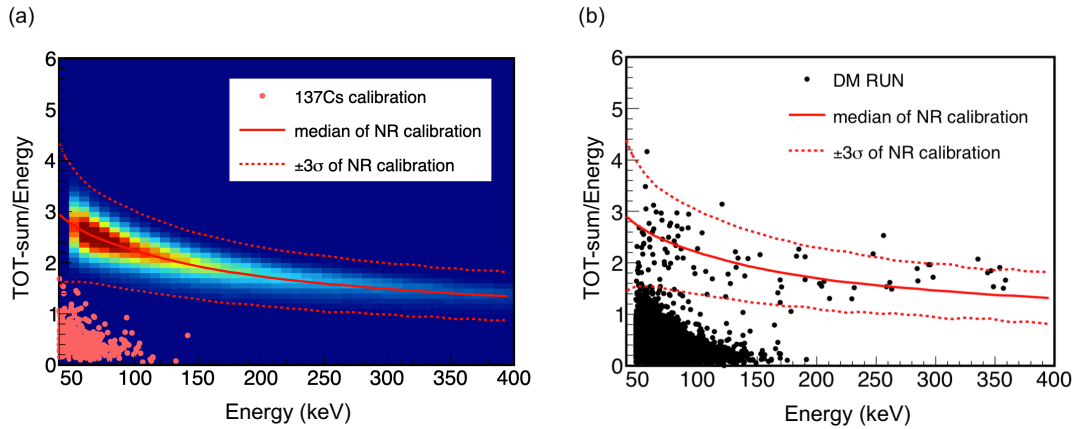 (a)
137Cs calibration
median of NR calibration
±3σ of NR calibration
TOT-sum/Energy
6
5
4
3
2
1
0
50 100 150 200 250 300 350 400
Energy (keV)
(b)
DM RUN
median of NR calibration
±3σ of NR calibration
TOT-sum/Energy
6
5
4
3
2
1
0
50 100 150 200 250 300 350 400
Energy (keV)